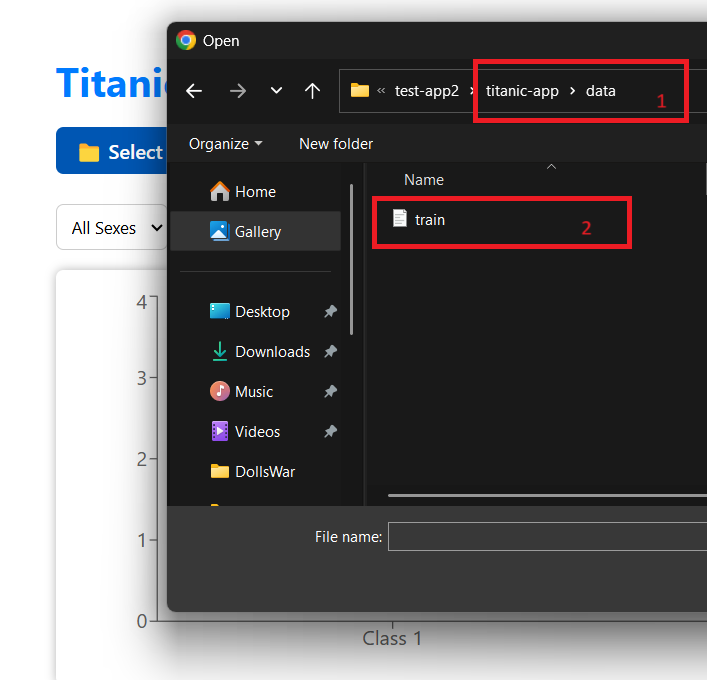 Open
Titani
test-app2 titanic-app data
1
Select
Organize New folder
Name
Home
train
2
All Sexes
Gallery
Desktop
Downloads
Music
Videos
DollsWar
File name:
4
3
2
1
0
Class 1